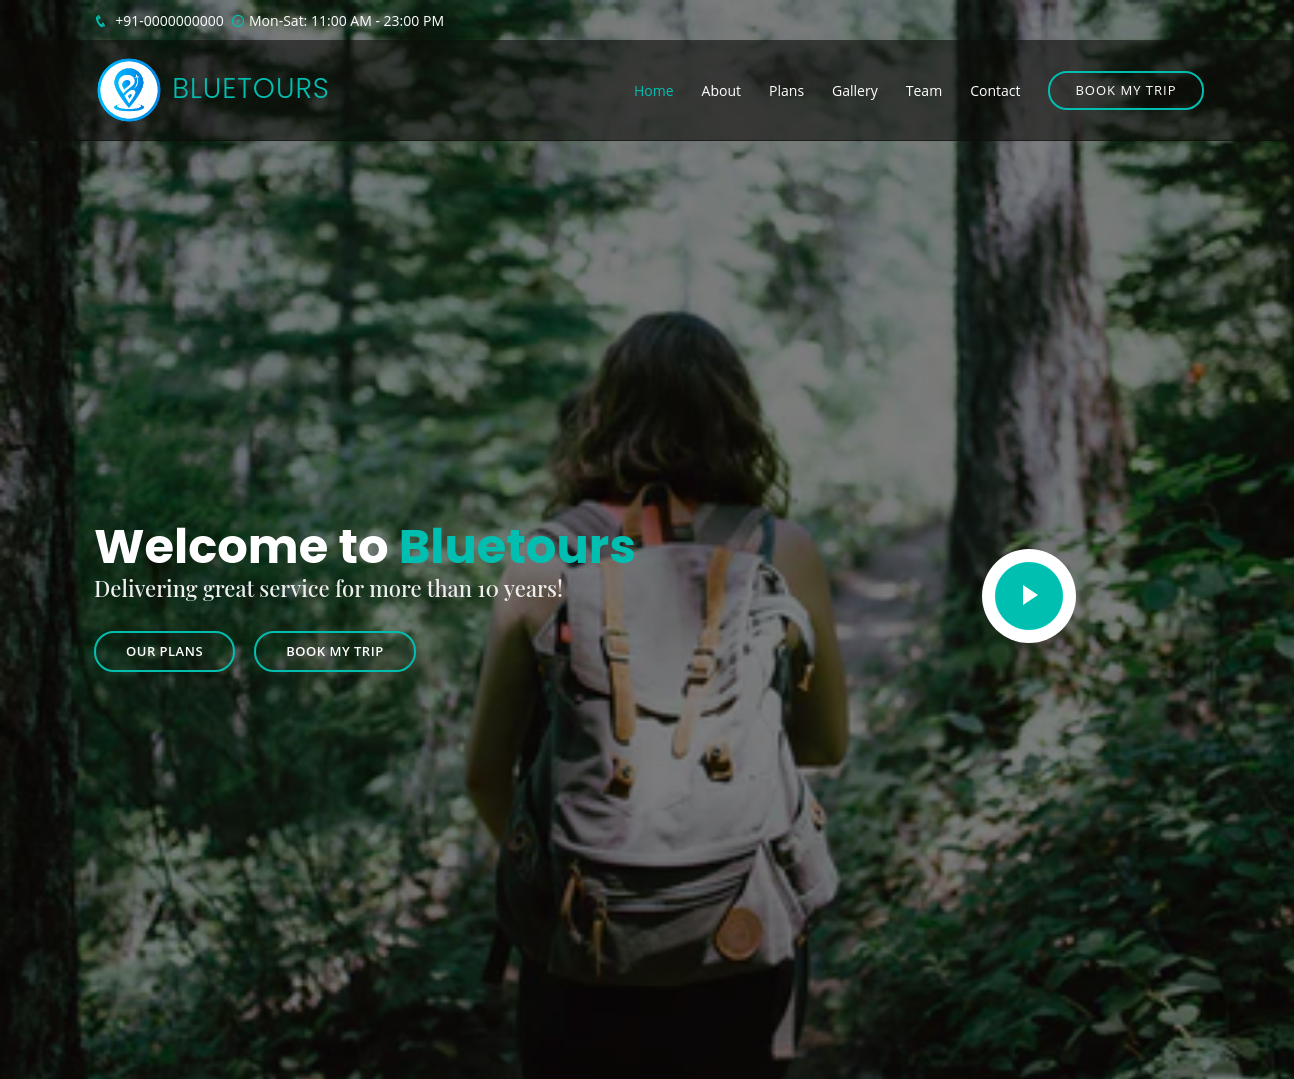 +91-0000000000 Mon-Sat: 11:00 AM - 23:00 PM
BLUETOURS
Home About Plans Gallery Team Contact BOOK MY TRIP
Welcome to Bluetours
Delivering great service for more than 10 years!
OUR PLANS BOOK MY TRIP